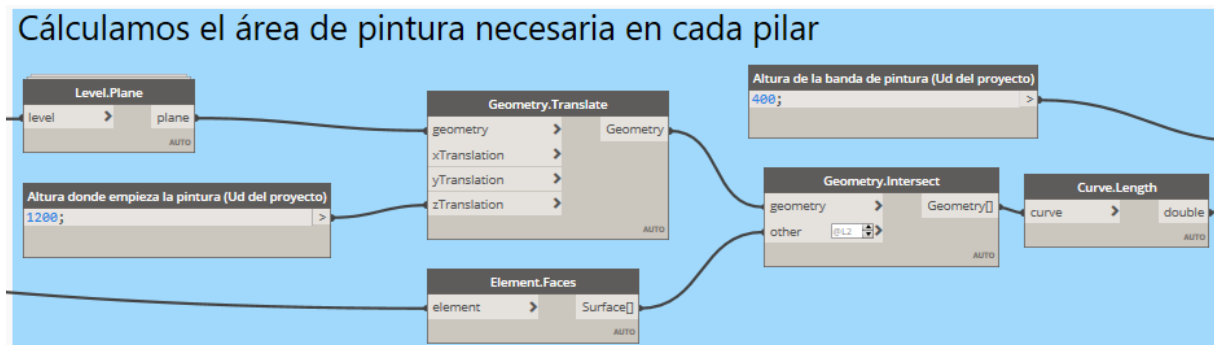 Cálculamos el área de pintura necesaria en cada pilar
Level.Plane
level > plane
AUTO
Altura donde empieza la pintura (Ud del proyecto)
1200; >
Geometry.Translate
geometry > Geometry
xTranslation >
yTranslation >
zTranslation >
AUTO
Element.Faces
element > Surface[]
AUTO
Altura de la banda de pintura (Ud del proyecto)
400; >
Geometry.Intersect
geometry > Geometry[]
other @L2 >
AUTO
Curve.Length
curve > double
AUTO